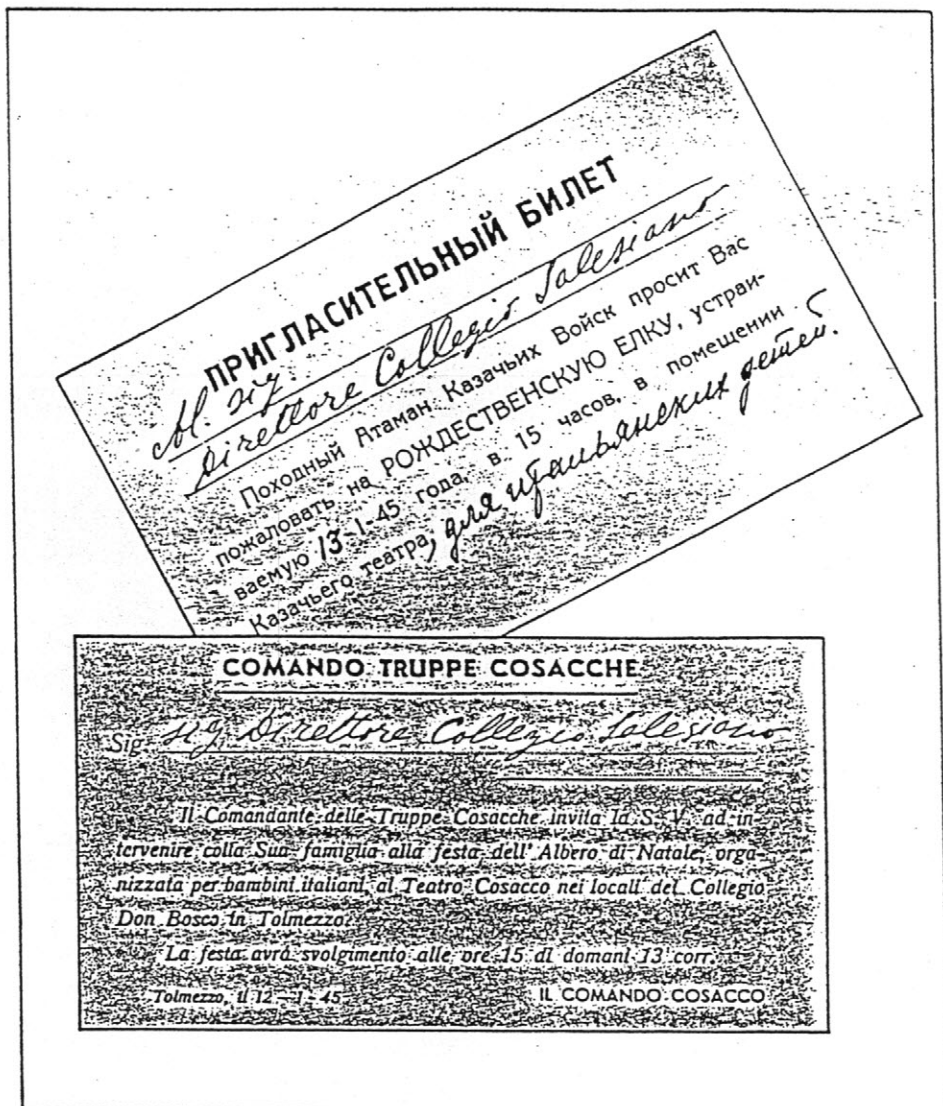 ПРИГЛАСИТЕЛЬНЫЙ БИЛЕТ
Al. sig.
Direttore Collegio Salesiano
Походный Атаман Казачьих Войск просит Вас
пожаловать на РОЖДЕСТВЕНСКУЮ ЕЛКУ, устраи-
ваемую 13-1-45 года, в 15 часов, в помещении
Казачьего театра, для итальянских детей.
COMANDO TRUPPE COSACCHE
Sig. sig Direttore Collegio Salesiano
Il Comandante delle Truppe Cosacche invita la S. V. ad in-
tervenire colla Sua famiglia alla festa dell' Albero di Natale, orga-
nizzata per bambini italiani, al Teatro Cosacco nei locali del Collegio
Don Bosco in Tolmezzo.
La festa avrà svolgimento alle ore 15 di domani 13 corr.
Tolmezzo, il 12-1-45
IL COMANDO COSACCO